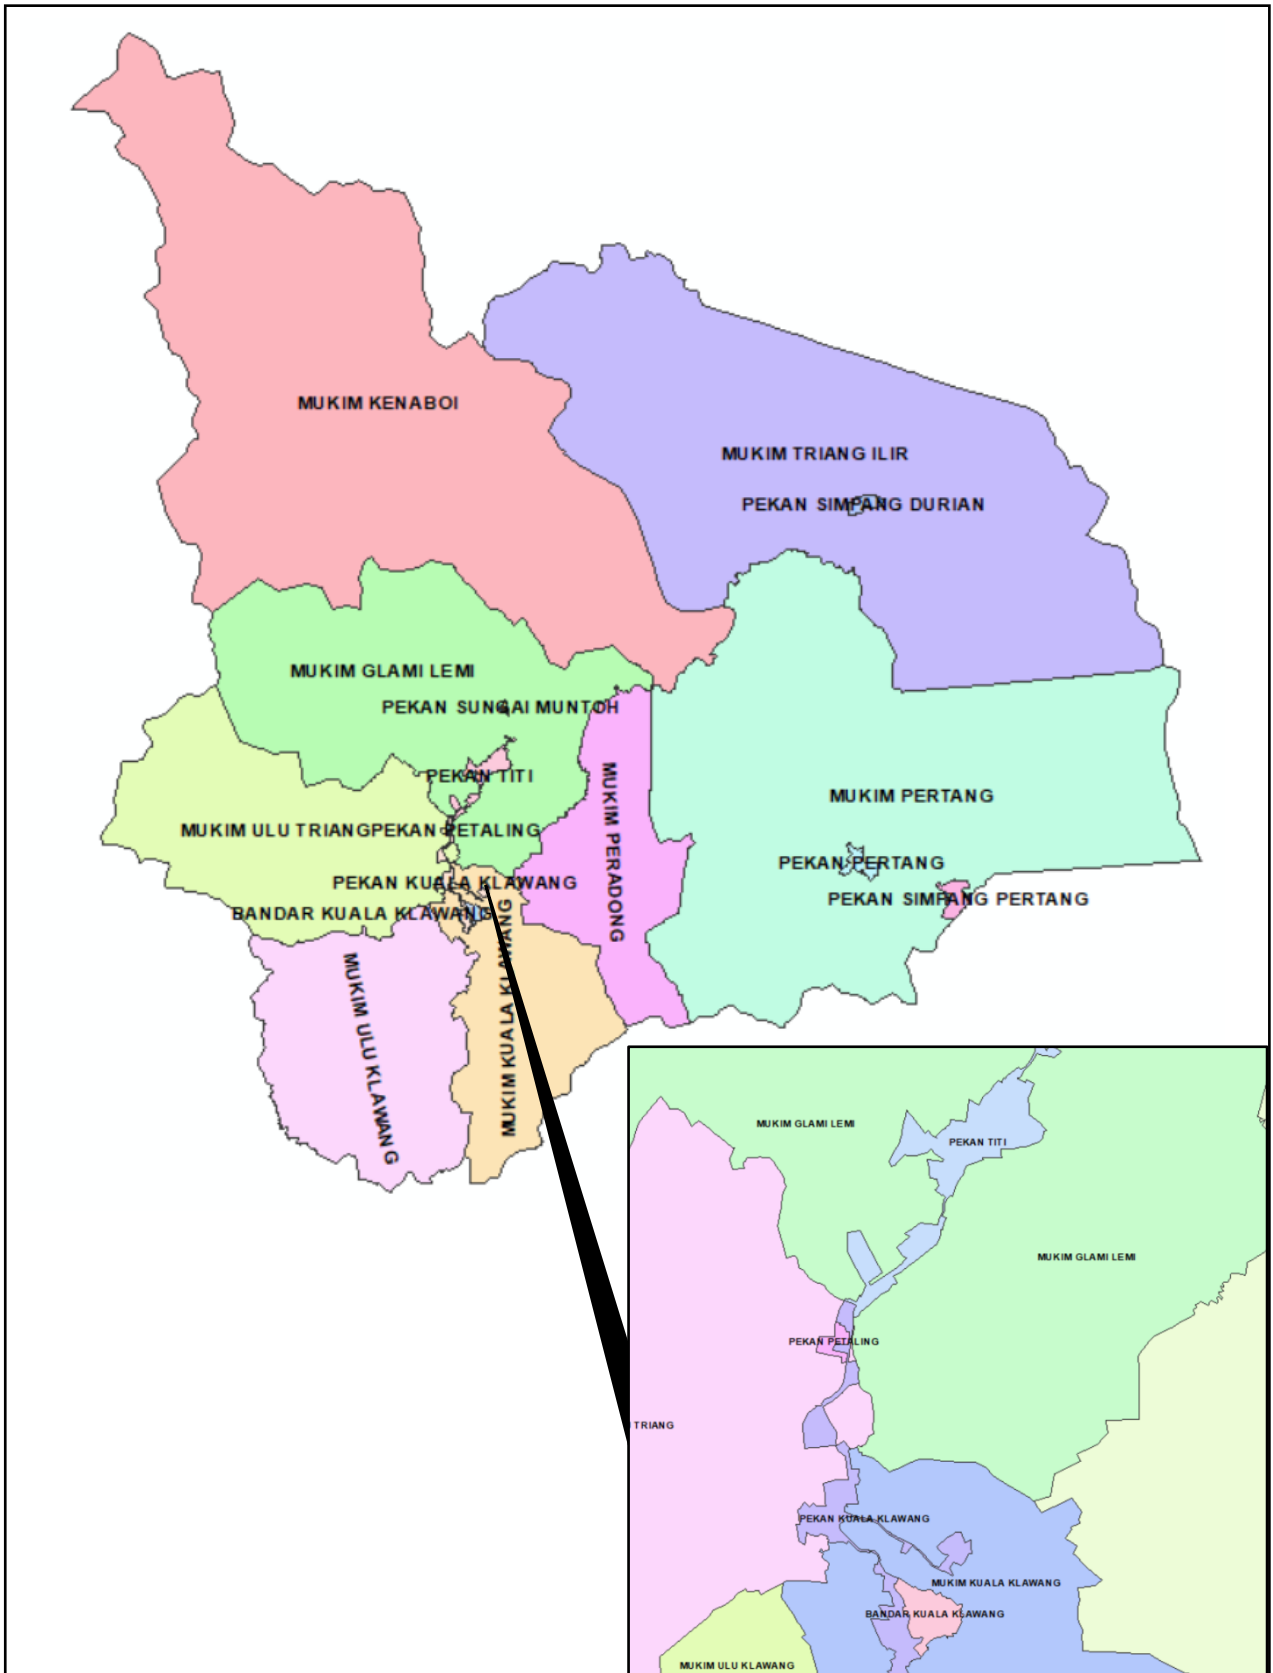 MUKIM KENABOI
MUKIM TRIANG ILIR
PEKAN SIMPANG DURIAN
MUKIM GLAMI LEMI
PEKAN SUNGAI MUNTOH
PEKAN TITI
MUKIM PERTANG
MUKIM ULU TRIANG
PEKAN PETALING
MUKIM PERADONG
PEKAN PERTANG
PEKAN KUALA KLAWANG
PEKAN SIMPANG PERTANG
BANDAR KUALA KLAWANG
MUKIM ULU KLAWANG
MUKIM KUALA KLAWANG
MUKIM GLAMI LEMI
PEKAN TITI
MUKIM GLAMI LEMI
PEKAN PETALING
TRIANG
PEKAN KUALA KLAWANG
MUKIM KUALA KLAWANG
BANDAR KUALA KLAWANG
MUKIM ULU KLAWANG